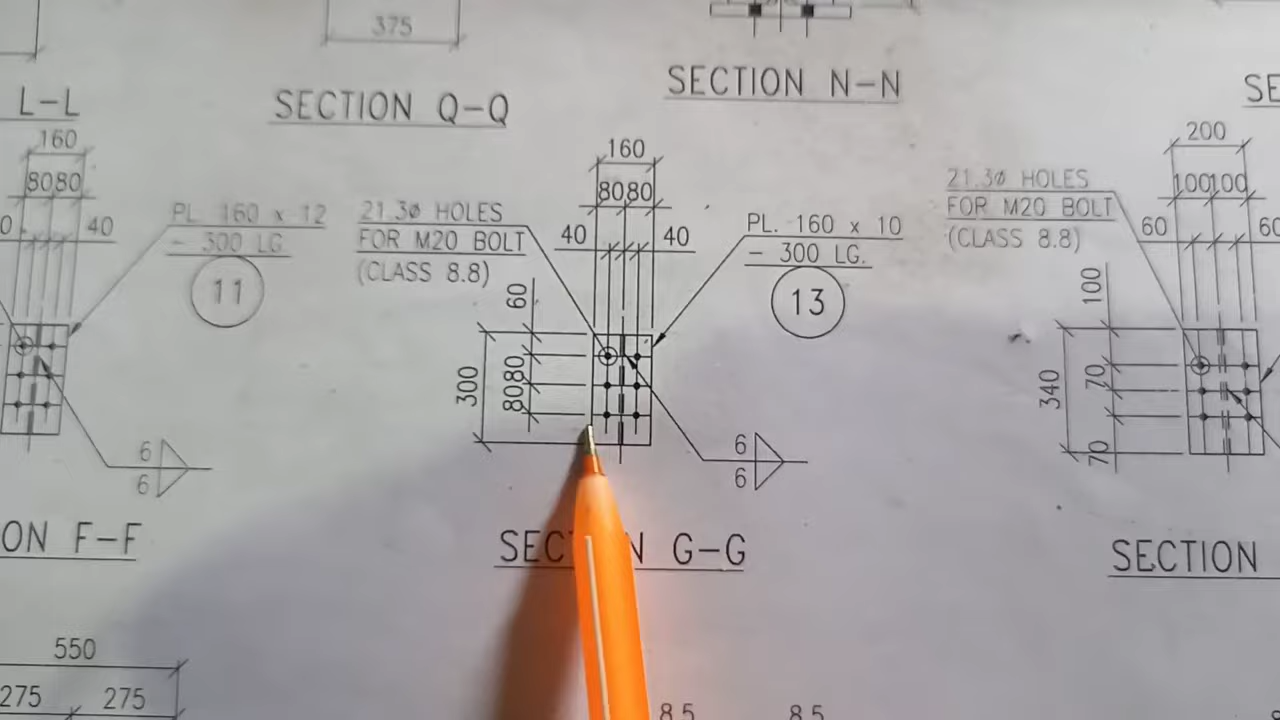 375
SECTION N-N
L-L
SECTION Q-Q
160
8080
40
PL. 160 x 12
- 300 LG.
11
6
6
ON F-F
21.3ø HOLES
FOR M20 BOLT
(CLASS 8.8)
160
8080
40
40
PL. 160 x 10
- 300 LG.
13
60
8080
300
6
6
SECTION G-G
21.3ø HOLES
FOR M20 BOLT
(CLASS 8.8)
200
100100
60
60
100
70
70
340
SECTION
550
275
275
8.5
8.5